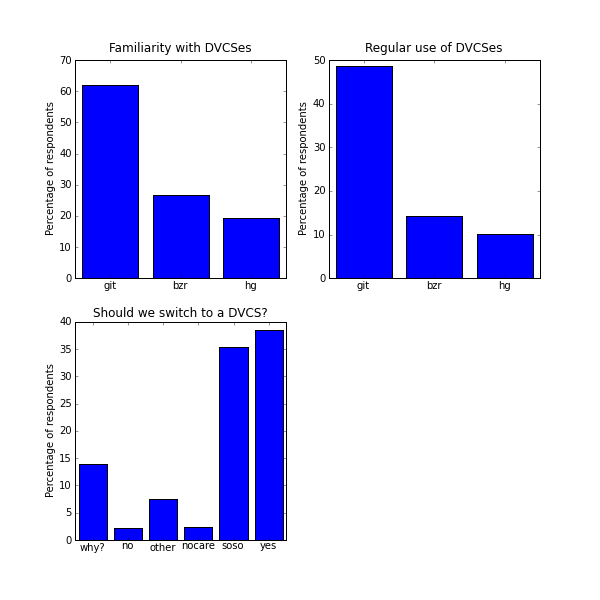 Familiarity with DVCSes
70
60
50
40
30
20
10
0
Percentage of respondents
git bzr hg
Regular use of DVCSes
50
40
30
20
10
0
Percentage of respondents
git bzr hg
Should we switch to a DVCS?
40
35
30
25
20
15
10
5
0
Percentage of respondents
why? no other nocare soso yes